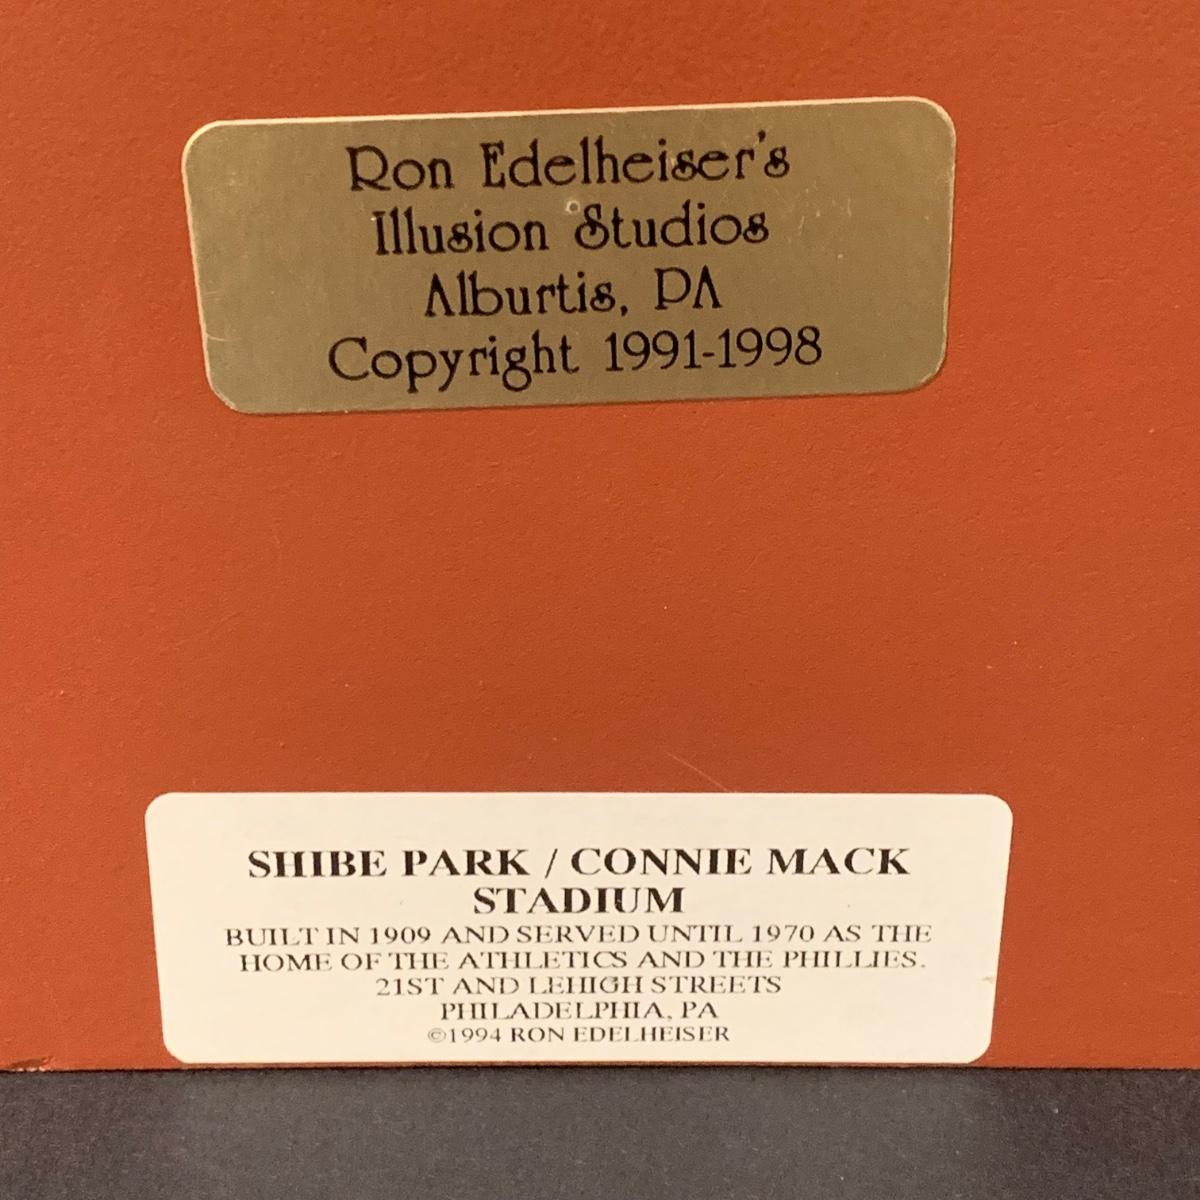 Ron Edelheiser's
Illusion Studios
Alburtis, PA
Copyright 1991-1998
SHIBE PARK / CONNIE MACK
STADIUM
BUILT IN 1909 AND SERVED UNTIL 1970 AS THE
HOME OF THE ATHLETICS AND THE PHILLIES.
21ST AND LEHIGH STREETS
PHILADELPHIA, PA
©1994 RON EDELHEISER